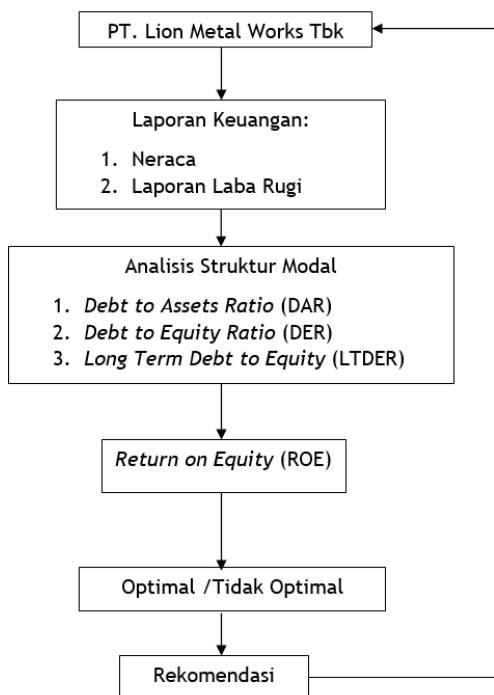 PT. Lion Metal Works Tbk
Laporan Keuangan:
1. Neraca
2. Laporan Laba Rugi
Analisis Struktur Modal
1. Debt to Assets Ratio (DAR)
2. Debt to Equity Ratio (DER)
3. Long Term Debt to Equity (LTDER)
Return on Equity (ROE)
Optimal /Tidak Optimal
Rekomendasi